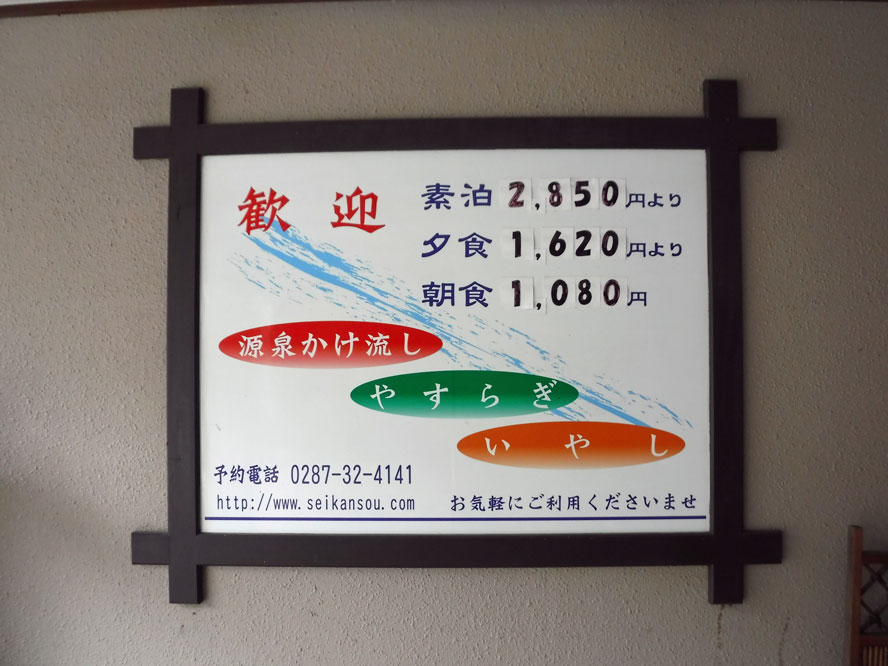 歓迎
素泊 2,850円より
夕食 1,620円より
朝食 1,080円
源泉かけ流し
やすらぎ
いやし
予約電話 0287-32-4141
http://www.seikansou.com
お気軽にご利用くださいませ